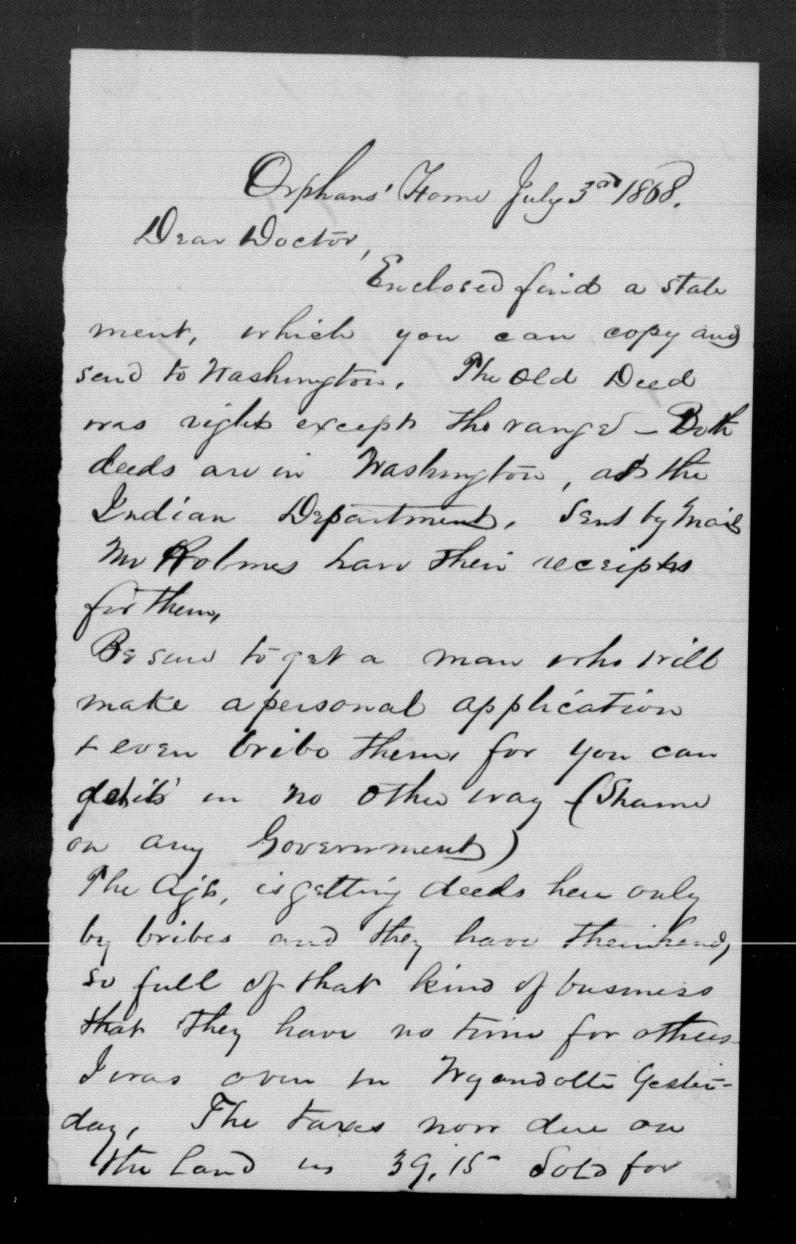 Orphans' Home July 3rd 1868.
Dear Doctor,
Enclosed find a state
ment, which you can copy and
send to Washington. The Old Deed
was right except the range - Both
deeds are in Washington, at the
Indian Department. Sent by Mail
Mr Holmes have their receipts
for them,
Be sure to get a man who will
make a personal application
& even bribe them, for you can
get it in no other way (Shame
on any Government)
The Agt, is getting deeds here only
by bribes and they have their hands
so full of that kind of business
that they have no time for others
I was over in Wyandotte Yester-
day, The taxes now due on
the land is 39,15 Sold for